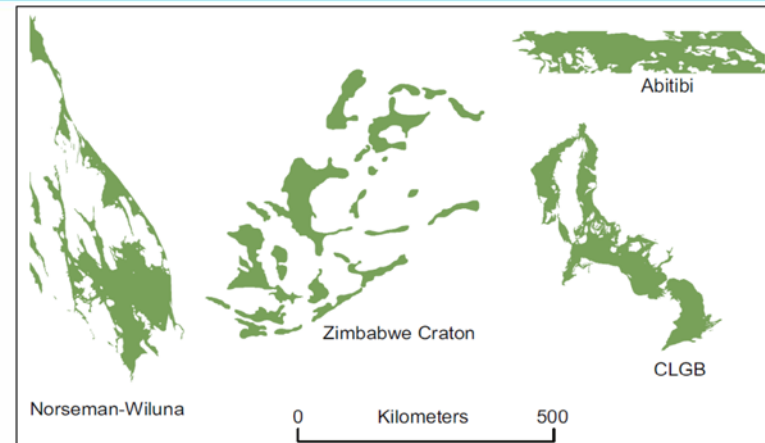 Abitibi
Zimbabwe Craton
CLGB
Norseman-Wiluna
0 Kilometers 500